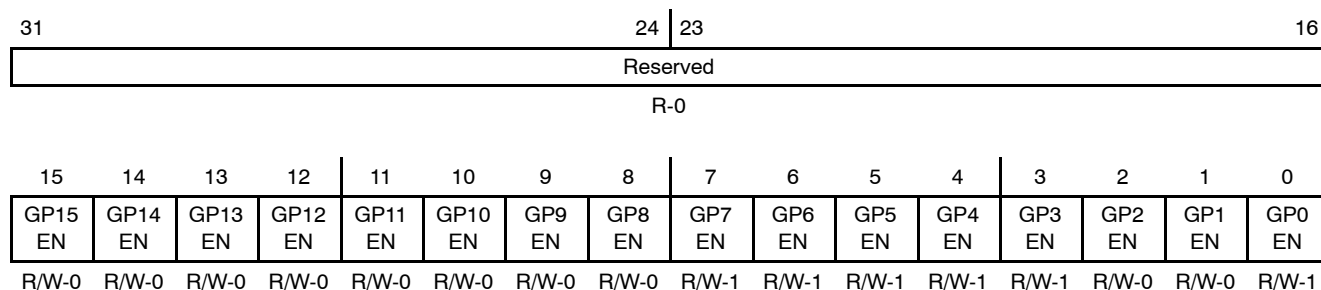 31 24 23 16
Reserved
R-0
15 14 13 12 11 10 9 8 7 6 5 4 3 2 1 0
GP15 GP14 GP13 GP12 GP11 GP10 GP9 GP8 GP7 GP6 GP5 GP4 GP3 GP2 GP1 GP0
EN EN EN EN EN EN EN EN EN EN EN EN EN EN EN EN
R/W-0 R/W-0 R/W-0 R/W-0 R/W-0 R/W-0 R/W-0 R/W-0 R/W-1 R/W-1 R/W-1 R/W-1 R/W-1 R/W-0 R/W-0 R/W-1